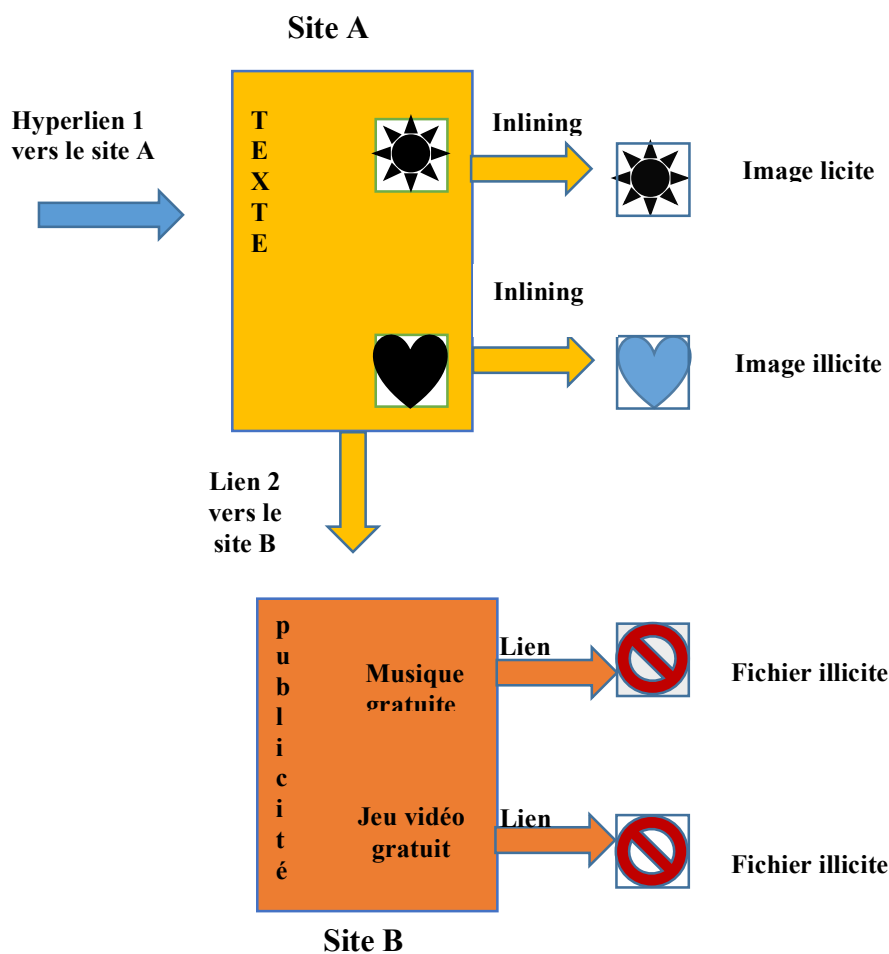 Site A
Hyperlien 1
vers le site A
T
E
X
T
E
Inlining
Image licite
Inlining
Image illicite
Lien 2
vers le
site B
p
u
b
l
i
c
i
t
é
Musique
gratuite
Lien
Fichier illicite
Jeu vidéo
gratuit
Lien
Fichier illicite
Site B